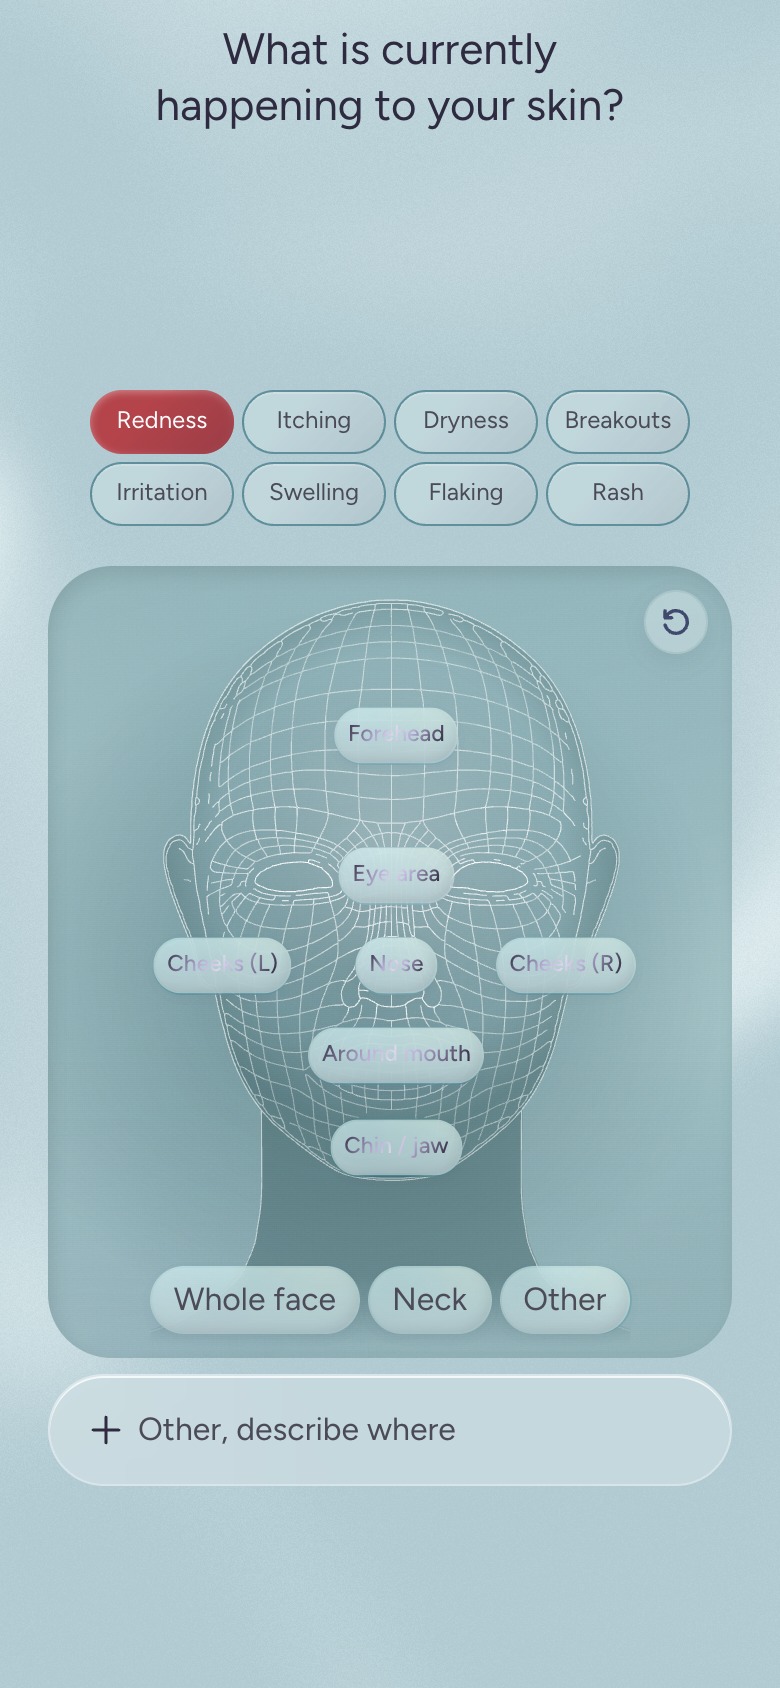 What is currently
happening to your skin?
Redness Itching Dryness Breakouts
Irritation Swelling Flaking Rash
Forehead
Eye area
Cheeks (L) Nose Cheeks (R)
Around mouth
Chin / jaw
Whole face Neck Other
Other, describe where